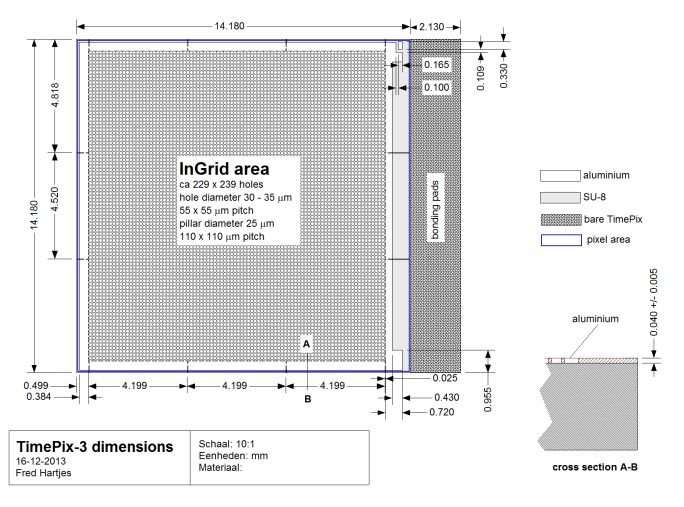 14.180
2.130
0.165
0.100
0.109
0.330
4.818
4.520
14.180
InGrid area
ca 229 x 239 holes
hole diameter 30 - 35 μm
55 x 55 μm pitch
pillar diameter 25 μm
110 x 110 μm pitch
bonding pads
aluminium
SU-8
bare TimePix
pixel area
aluminium
0.040 +/- 0.005
A
0.499
4.199
4.199
4.199
0.025
0.384
B
0.430
0.720
0.955
cross section A-B
TimePix-3 dimensions
16-12-2013
Fred Hartjes
Schaal: 10:1
Eenheden: mm
Materiaal: